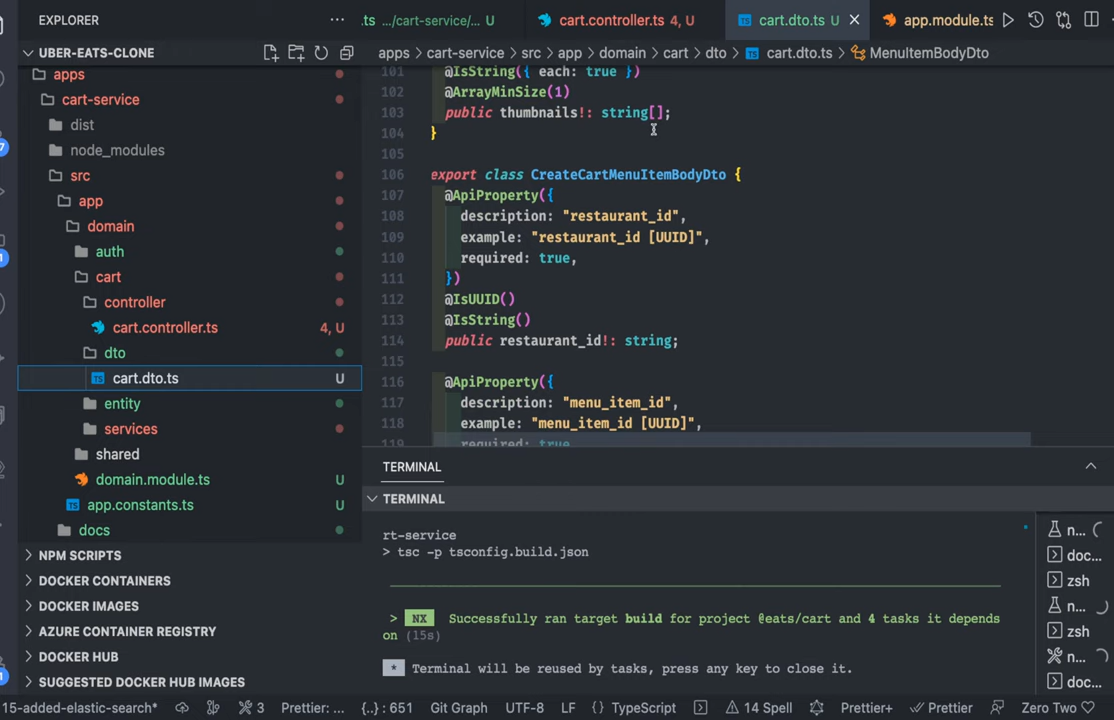 EXPLORER
···
.ts .../cart-service/... U
cart.controller.ts 4, U
cart.dto.ts U
app.module.ts
UBER-EATS-CLONE
apps > cart-service > src > app > domain > cart > dto > cart.dto.ts > MenuItemBodyDto
apps
cart-service
dist
node_modules
src
app
domain
auth
cart
controller
cart.controller.ts 4, U
dto
cart.dto.ts U
entity
services
shared
domain.module.ts U
app.constants.ts U
docs
NPM SCRIPTS
DOCKER CONTAINERS
DOCKER IMAGES
AZURE CONTAINER REGISTRY
DOCKER HUB
SUGGESTED DOCKER HUB IMAGES
101 @IsString({ each: true })
102 @ArrayMinSize(1)
103 public thumbnails!: string[];
104 }
105
106 export class CreateCartMenuItemBodyDto {
107 @ApiProperty({
108 description: "restaurant_id",
109 example: "restaurant_id [UUID]",
110 required: true,
111 })
112 @IsUUID()
113 @IsString()
114 public restaurant_id!: string;
115
116 @ApiProperty({
117 description: "menu_item_id",
118 example: "menu_item_id [UUID]",
119 required: true
TERMINAL
TERMINAL
rt-service
> tsc -p tsconfig.build.json
> NX Successfully ran target build for project @eats/cart and 4 tasks it depends
on (15s)
* Terminal will be reused by tasks, press any key to close it.
n...
doc...
zsh
n...
zsh
n...
doc...
15-added-elastic-search* 3 Prettier: ... {..} : 651 Git Graph UTF-8 LF {} TypeScript 14 Spell Prettier+ Prettier Zero Two